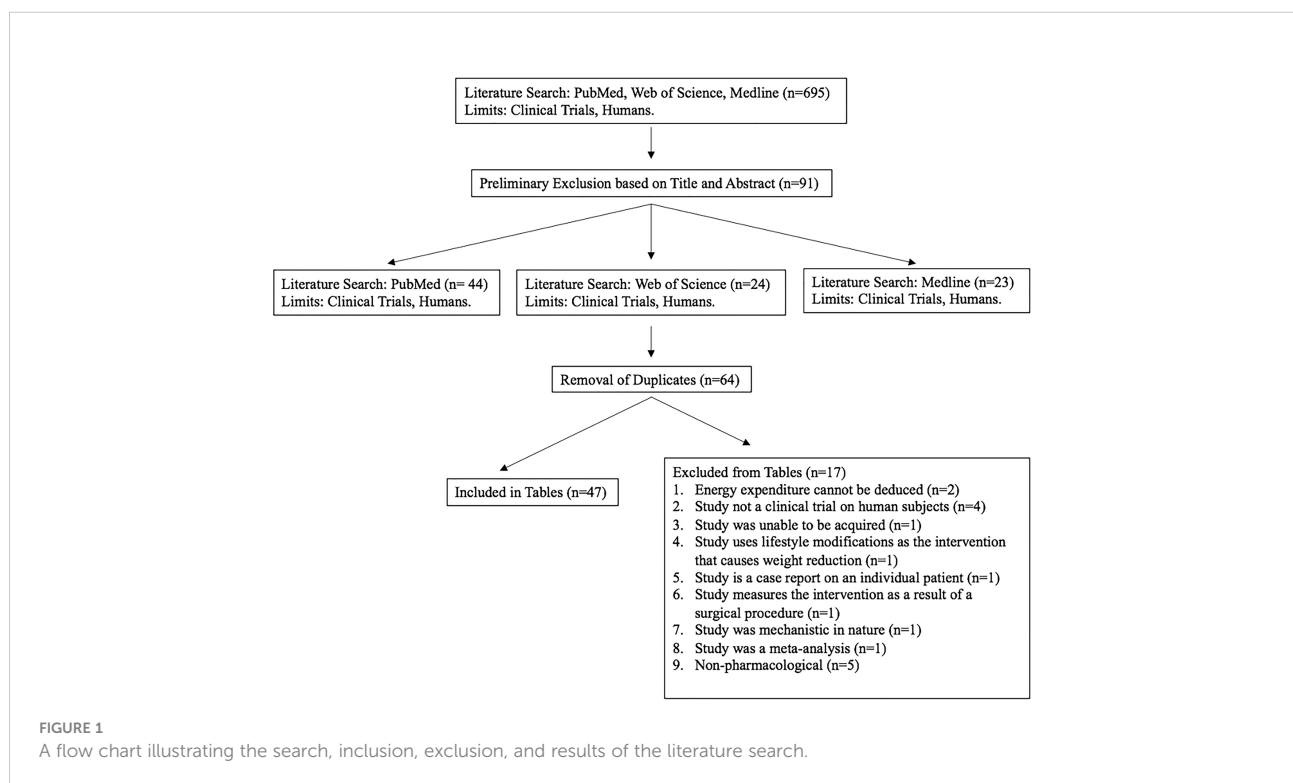 Literature Search: PubMed, Web of Science, Medline (n=695)
Limits: Clinical Trials, Humans.
Preliminary Exclusion based on Title and Abstract (n=91)
Literature Search: PubMed (n= 44)
Limits: Clinical Trials, Humans.
Literature Search: Web of Science (n=24)
Limits: Clinical Trials, Humans.
Literature Search: Medline (n=23)
Limits: Clinical Trials, Humans.
Removal of Duplicates (n=64)
Included in Tables (n=47)
Excluded from Tables (n=17)
1. Energy expenditure cannot be deduced (n=2)
2. Study not a clinical trial on human subjects (n=4)
3. Study was unable to be acquired (n=1)
4. Study uses lifestyle modifications as the intervention
that causes weight reduction (n=1)
5. Study is a case report on an individual patient (n=1)
6. Study measures the intervention as a result of a
surgical procedure (n=1)
7. Study was mechanistic in nature (n=1)
8. Study was a meta-analysis (n=1)
9. Non-pharmacological (n=5)
FIGURE 1
A flow chart illustrating the search, inclusion, exclusion, and results of the literature search.